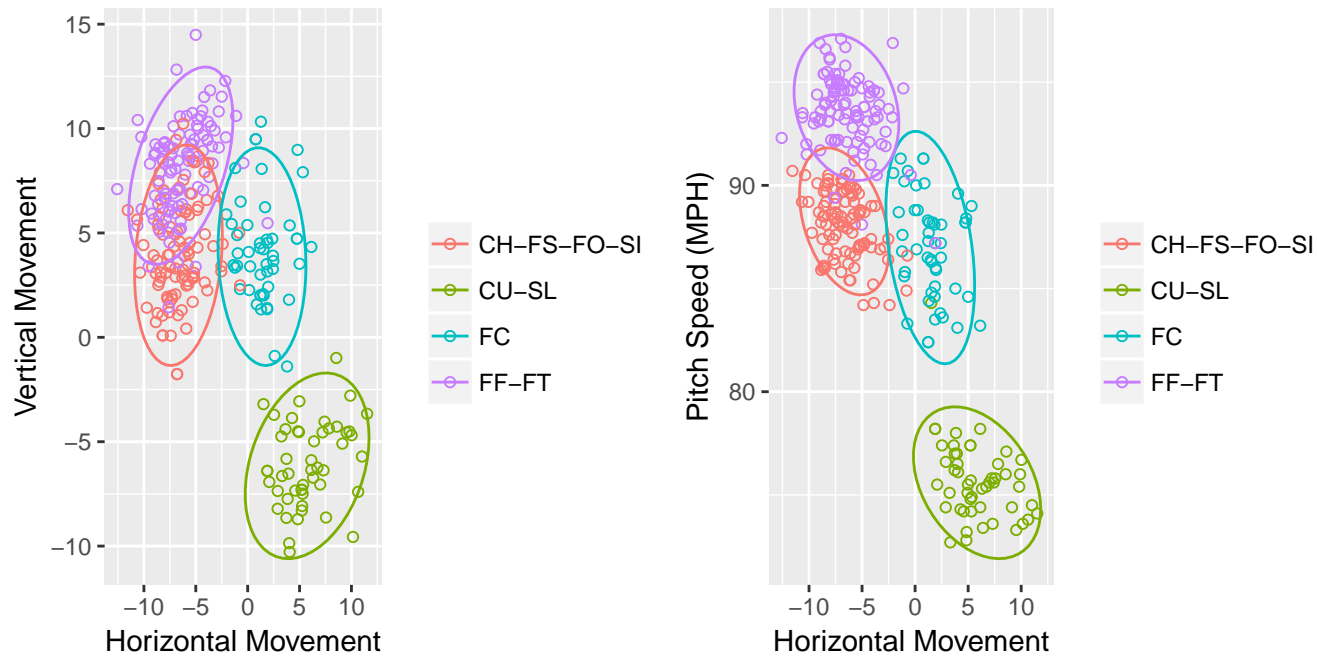 15
10
5
0
−5
−10
−10 −5 0 5 10
Vertical Movement
Horizontal Movement
CH−FS−FO−SI
CU−SL
FC
FF−FT
90
80
−10 −5 0 5 10
Pitch Speed (MPH)
Horizontal Movement
CH−FS−FO−SI
CU−SL
FC
FF−FT